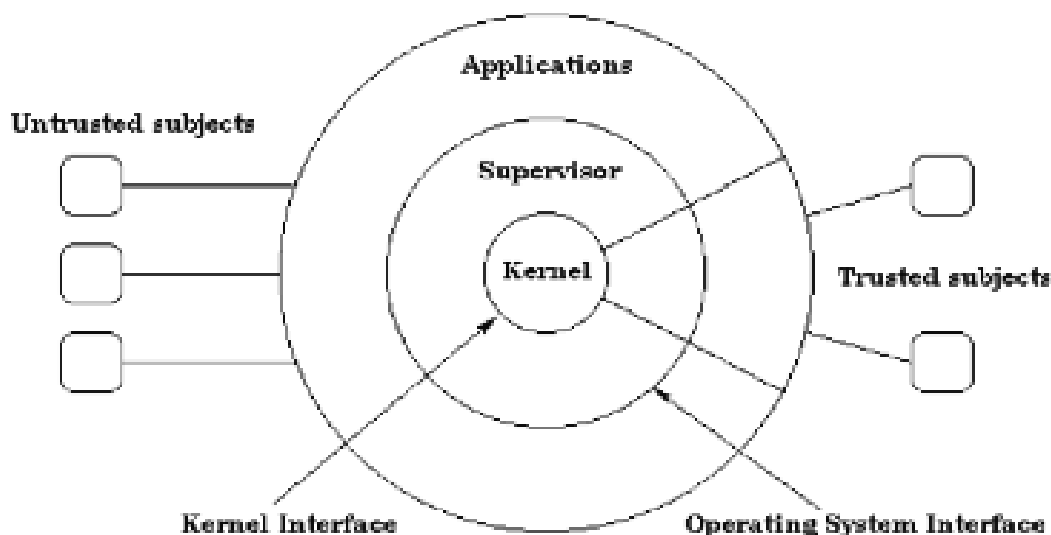 Applications
Untrusted subjects
Supervisor
Kernel
Trusted subjects
Kernel Interface
Operating System Interface